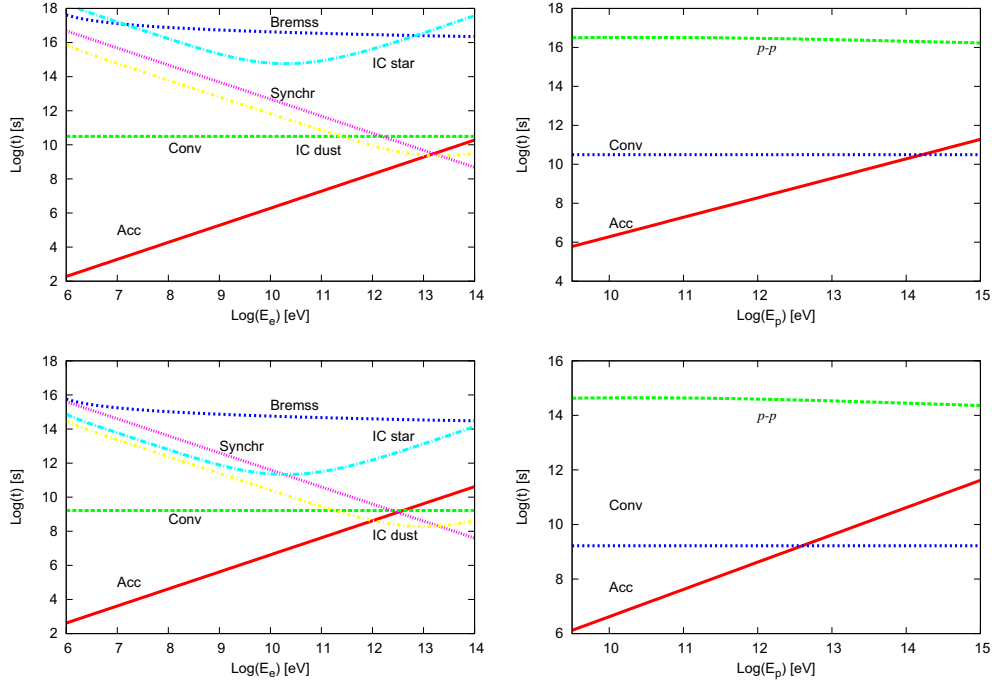 18
16
14
12
10
8
6
4
2
Log(t) [s]
Bremss
IC star
Synchr
Conv
IC dust
Acc
6 7 8 9 10 11 12 13 14
Log(E_e) [eV]
18
16
14
12
10
8
6
4
Log(t) [s]
p-p
Conv
Acc
10 11 12 13 14 15
Log(E_p) [eV]
18
16
14
12
10
8
6
4
2
Log(t) [s]
Bremss
IC star
Synchr
Conv
IC dust
Acc
6 7 8 9 10 11 12 13 14
Log(E_e) [eV]
16
14
12
10
8
6
Log(t) [s]
p-p
Conv
Acc
10 11 12 13 14 15
Log(E_p) [eV]